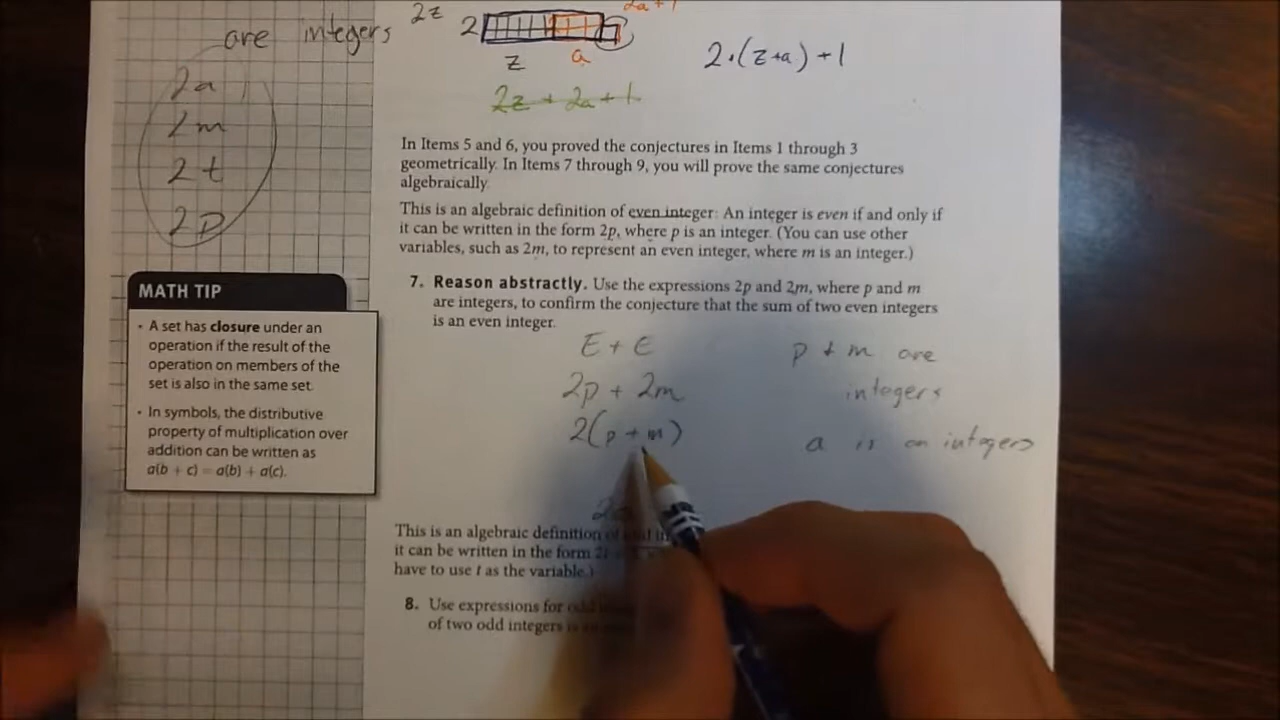 are integers
2a
2m
2t
2p
2z
2
2a+1
z
a
2·(z+a)+1
2z + 2a + 1
In Items 5 and 6, you proved the conjectures in Items 1 through 3
geometrically. In Items 7 through 9, you will prove the same conjectures
algebraically.
This is an algebraic definition of even integer: An integer is even if and only if
it can be written in the form 2p, where p is an integer. (You can use other
variables, such as 2m, to represent an even integer, where m is an integer.)
7. Reason abstractly. Use the expressions 2p and 2m, where p and m
are integers, to confirm the conjecture that the sum of two even integers
is an even integer.
E + E
2p + 2m
2(p + m)
p + m are
integers
a is an integers
MATH TIP
• A set has closure under an
operation if the result of the
operation on members of the
set is also in the same set.
• In symbols, the distributive
property of multiplication over
addition can be written as
a(b + c) = a(b) + a(c).
This is an algebraic definition of
it can be written in the form
have to use t as the variable.)
8. Use expressions for odd
of two odd integers is